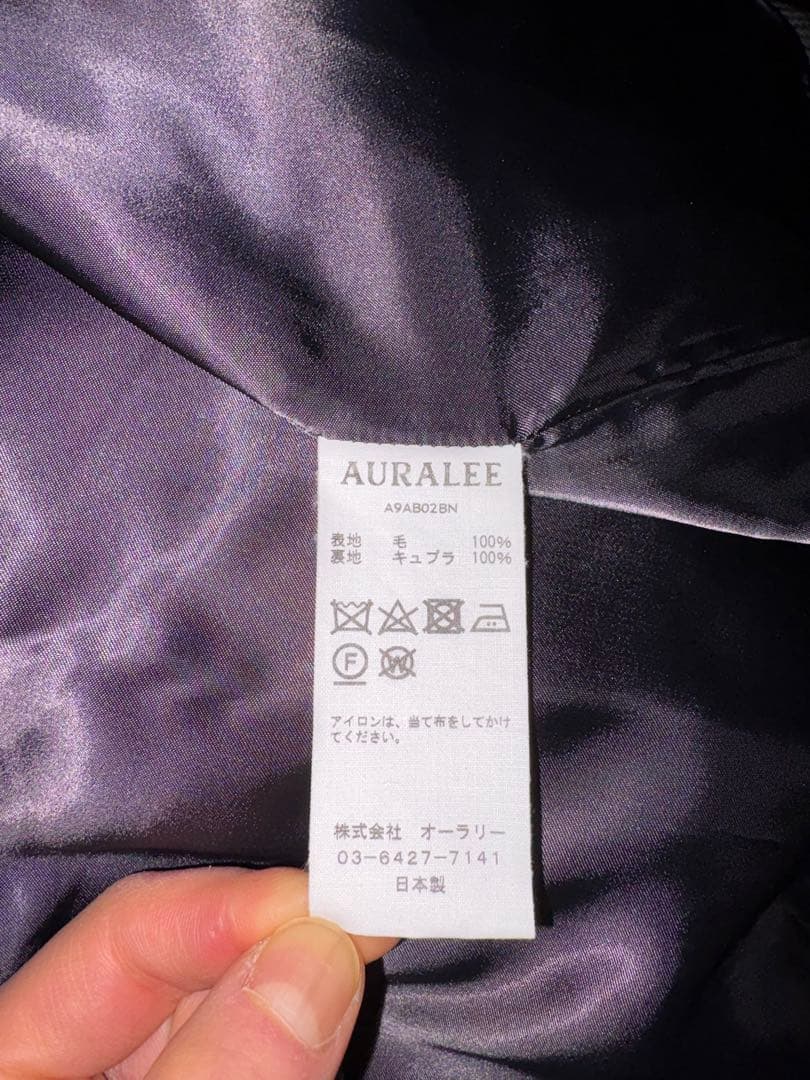 AURALEE
A9AB02BN
表地 毛 100%
裏地 キュプラ 100%
F W
アイロンは、当て布をしてかけ
てください。
株式会社 オーラリー
03-6427-7141
日本製